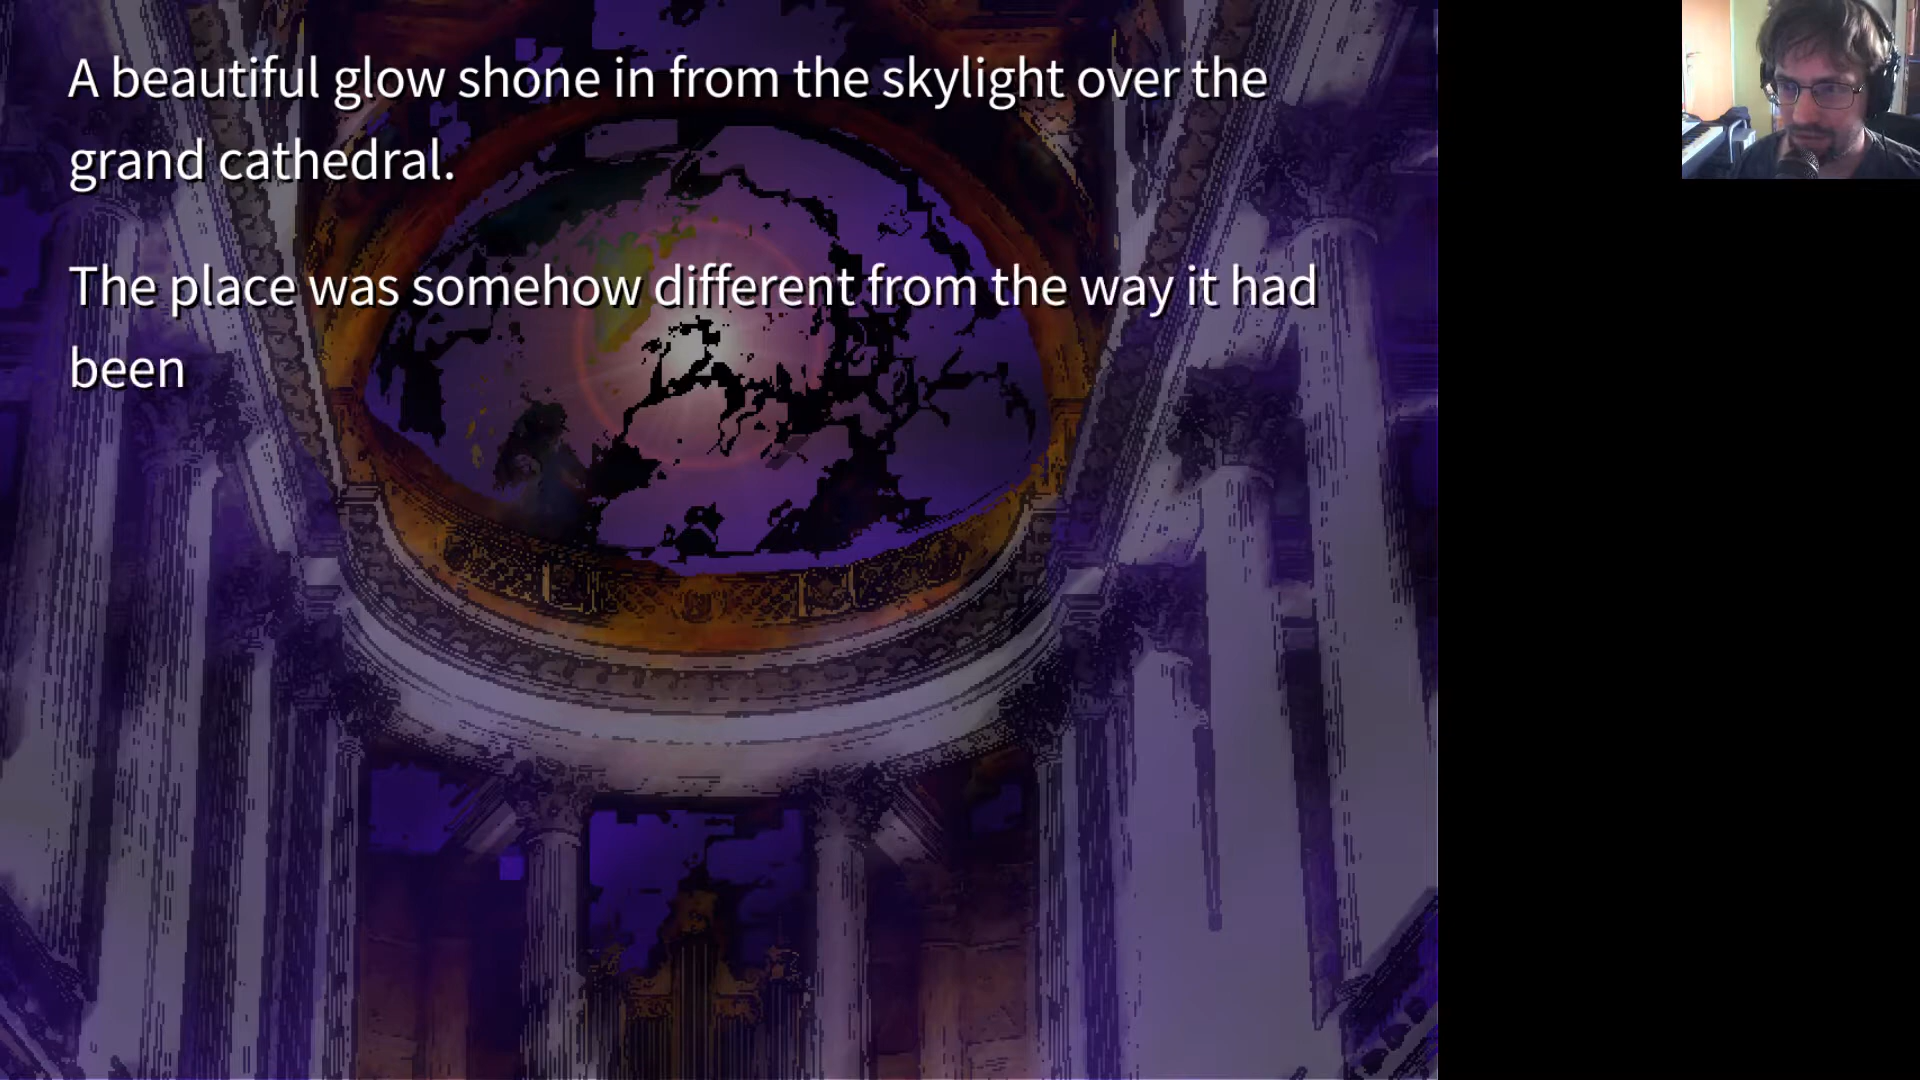 A beautiful glow shone in from the skylight over the
grand cathedral.
The place was somehow different from the way it had
been